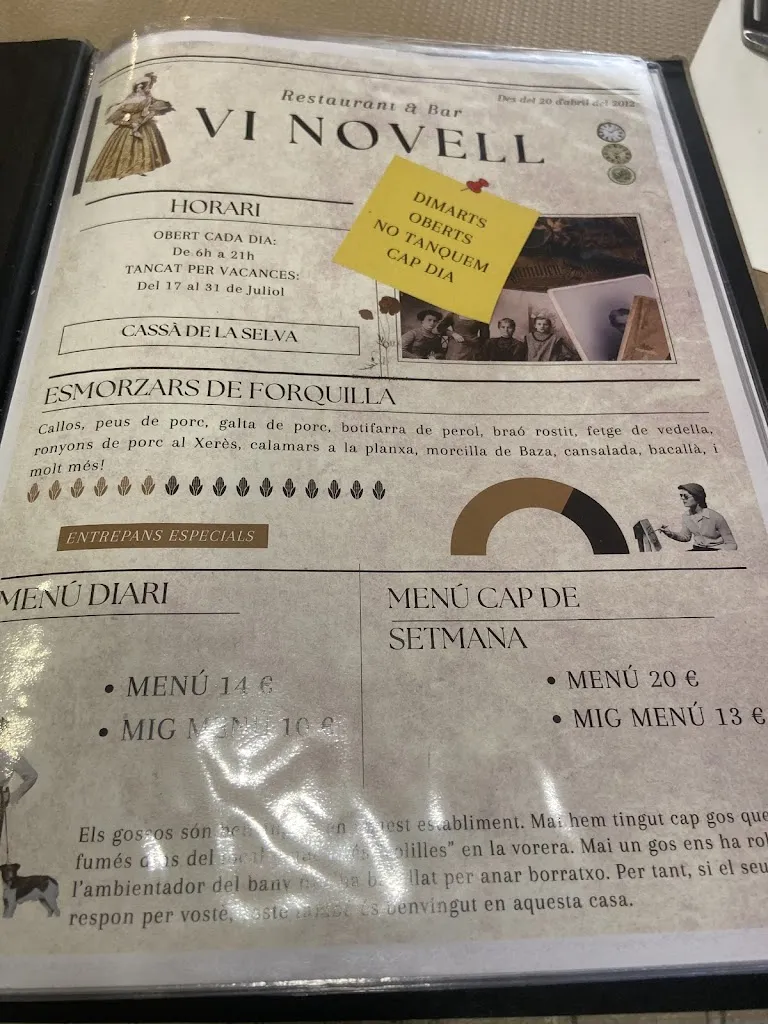 Restaurant & Bar
Des del 20 d'abril del 2012
VI NOVELL
HORARI
OBERT CADA DIA:
De 6h a 21h
TANCAT PER VACANCES:
Del 17 al 31 de Juliol
DIMARTS
OBERTS
NO TANQUEM
CAP DIA
CASSÀ DE LA SELVA
ESMORZARS DE FORQUILLA
Callos, peus de porc, galta de porc, botifarra de perol, braó rostit, fetge de vedella,
ronyons de porc al Xerès, calamars a la planxa, morcilla de Baza, cansalada, bacallà, i
molt més!
ENTREPANS ESPECIALS
MENÚ DIARI
• MENÚ 14 €
• MIG MENÚ 10 €
MENÚ CAP DE
SETMANA
• MENÚ 20 €
• MIG MENÚ 13 €
Els gossos són en establiment. Mai hem tingut cap gos que
fumés dins del en la vorera. Mai un gos ens ha
l'ambientador del bany per anar borratxo. Per tant, si el seu
respon per vostè, benvingut en aquesta casa.